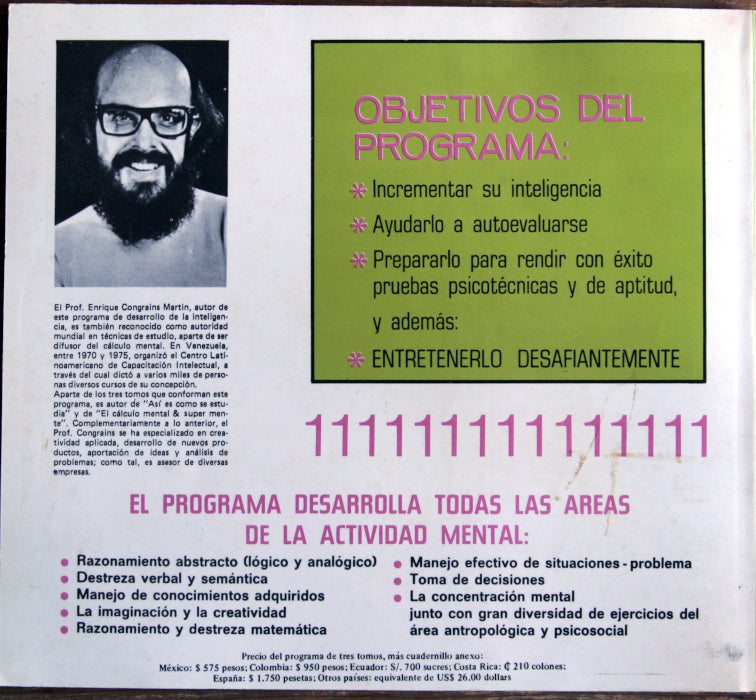 El Prof. Enrique Congrains Martin, autor de
este programa de desarrollo de la inteligen-
cia, es también reconocido como autoridad
mundial en técnicas de estudio, aparte de ser
difusor del cálculo mental. En Venezuela,
entre 1970 y 1975, organizó el Centro Lati-
noamericano de Capacitación Intelectual, a
través del cual dictó a varios miles de perso-
nas diversos cursos de su concepción.
Aparte de los tres tomos que conforman este
programa, es autor de "Así es como se estu-
dia" y de "El cálculo mental & super men-
te". Complementariamente a lo anterior, el
Prof. Congrains se ha especializado en crea-
tividad aplicada, desarrollo de nuevos pro-
ductos, aportación de ideas y análisis de
problemas; como tal, es asesor de diversas
empresas.
OBJETIVOS DEL
PROGRAMA:
* Incrementar su inteligencia
* Ayudarlo a autoevaluarse
* Prepararlo para rendir con éxito
pruebas psicotécnicas y de aptitud,
y además:
* ENTRETENERLO DESAFIANTEMENTE
1111111111111111
EL PROGRAMA DESARROLLA TODAS LAS AREAS
DE LA ACTIVIDAD MENTAL:
• Razonamiento abstracto (lógico y analógico)
• Destreza verbal y semántica
• Manejo de conocimientos adquiridos
• La imaginación y la creatividad
• Razonamiento y destreza matemática
• Manejo efectivo de situaciones-problema
• Toma de decisiones
• La concentración mental
junto con gran diversidad de ejercicios del
área antropológica y psicosocial
Precio del programa de tres tomos, más cuadernillo anexo:
México: $ 575 pesos; Colombia: $ 950 pesos; Ecuador: S/. 700 sucres; Costa Rica: ₡ 210 colones;
España: $ 1.750 pesetas; Otros países: equivalente de US$ 26.00 dollars